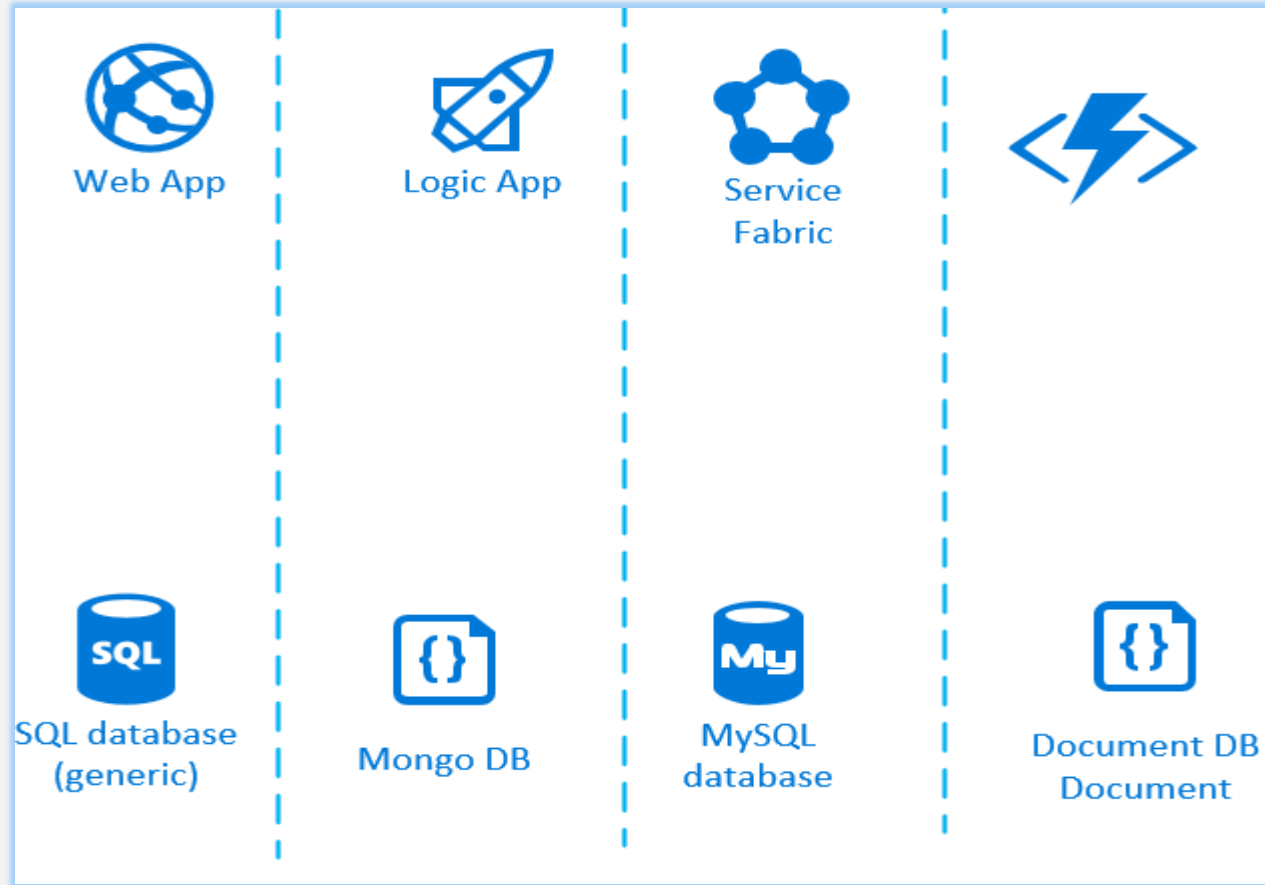 Web App
Logic App
Service
Fabric
SQL
SQL database
(generic)
{}
Mongo DB
My
MySQL
database
{}
Document DB
Document